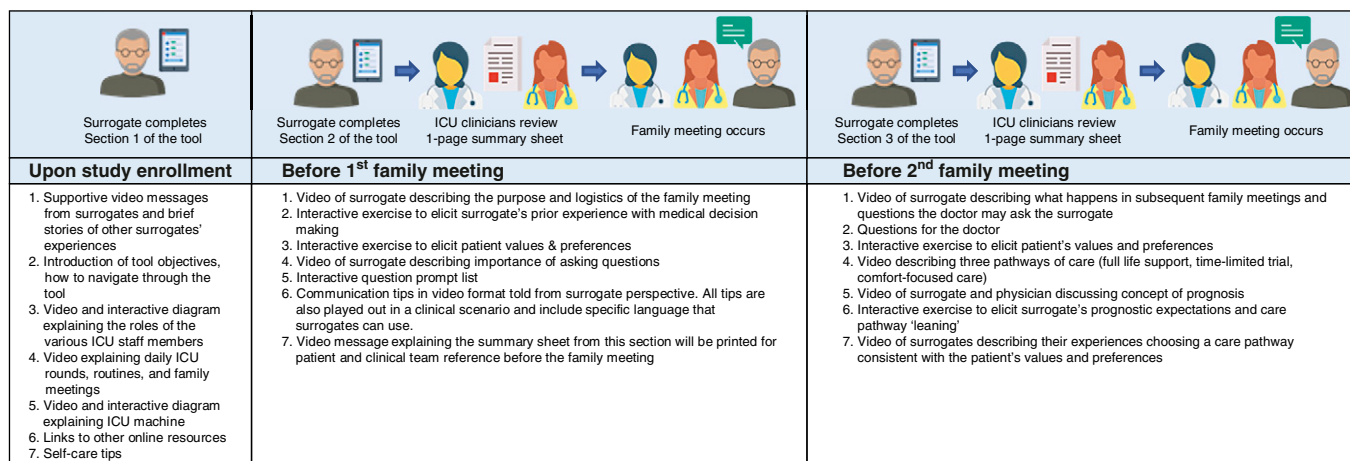 Surrogate completes
Section 1 of the tool
Surrogate completes
Section 2 of the tool
ICU clinicians review
1-page summary sheet
Family meeting occurs
Surrogate completes
Section 3 of the tool
ICU clinicians review
1-page summary sheet
Family meeting occurs
Upon study enrollment
1. Supportive video messages
from surrogates and brief
stories of other surrogates'
experiences
2. Introduction of tool objectives,
how to navigate through the
tool
3. Video and interactive diagram
explaining the roles of the
various ICU staff members
4. Video explaining daily ICU
rounds, routines, and family
meetings
5. Video and interactive diagram
explaining ICU machine
6. Links to other online resources
7. Self-care tips
Before 1st family meeting
1. Video of surrogate describing the purpose and logistics of the family meeting
2. Interactive exercise to elicit surrogate's prior experience with medical decision
making
3. Interactive exercise to elicit patient values & preferences
4. Video of surrogate describing importance of asking questions
5. Interactive question prompt list
6. Communication tips in video format told from surrogate perspective. All tips are
also played out in a clinical scenario and include specific language that
surrogates can use.
7. Video message explaining the summary sheet from this section will be printed for
patient and clinical team reference before the family meeting
Before 2nd family meeting
1. Video of surrogate describing what happens in subsequent family meetings and
questions the doctor may ask the surrogate
2. Questions for the doctor
3. Interactive exercise to elicit patient's values and preferences
4. Video describing three pathways of care (full life support, time-limited trial,
comfort-focused care)
5. Video of surrogate and physician discussing concept of prognosis
6. Interactive exercise to elicit surrogate's prognostic expectations and care
pathway 'leaning'
7. Video of surrogates describing their experiences choosing a care pathway
consistent with the patient's values and preferences